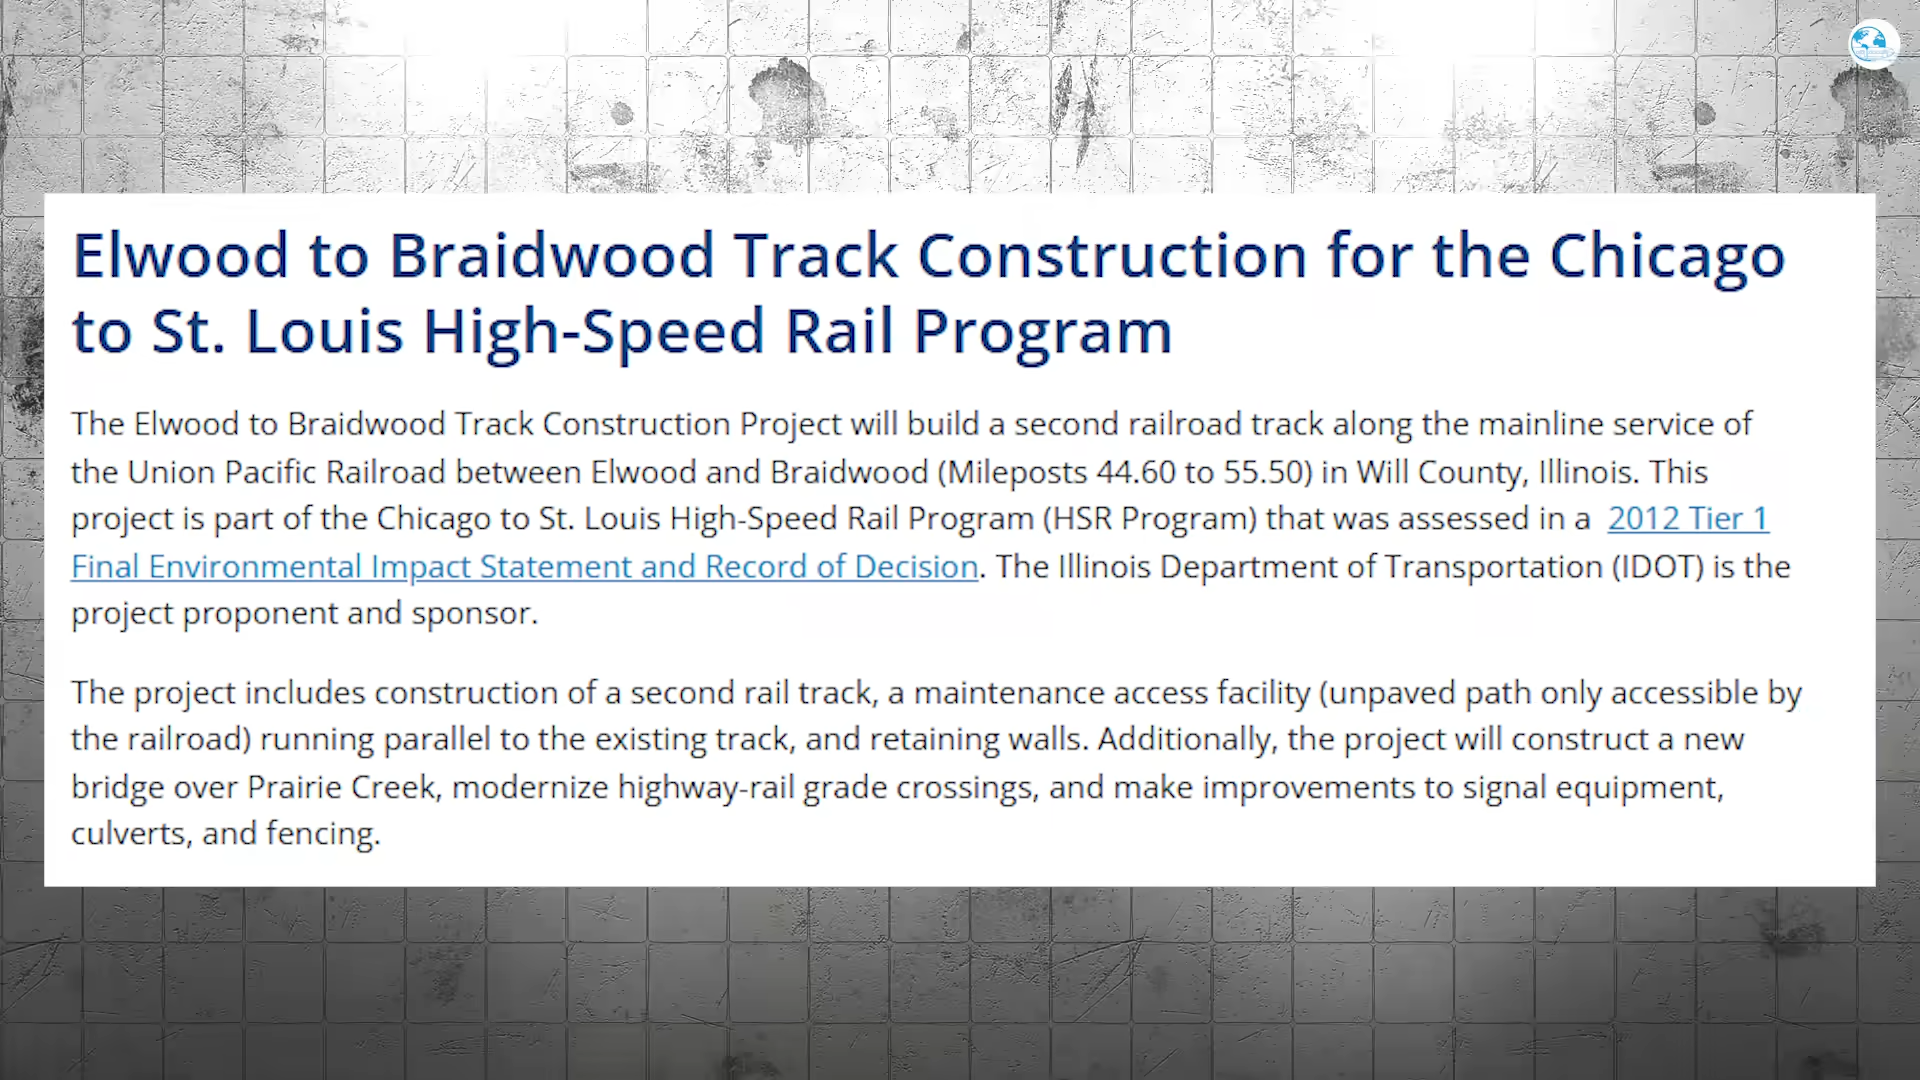 Elwood to Braidwood Track Construction for the Chicago
to St. Louis High-Speed Rail Program
The Elwood to Braidwood Track Construction Project will build a second railroad track along the mainline service of
the Union Pacific Railroad between Elwood and Braidwood (Mileposts 44.60 to 55.50) in Will County, Illinois. This
project is part of the Chicago to St. Louis High-Speed Rail Program (HSR Program) that was assessed in a 2012 Tier 1
Final Environmental Impact Statement and Record of Decision. The Illinois Department of Transportation (IDOT) is the
project proponent and sponsor.
The project includes construction of a second rail track, a maintenance access facility (unpaved path only accessible by
the railroad) running parallel to the existing track, and retaining walls. Additionally, the project will construct a new
bridge over Prairie Creek, modernize highway-rail grade crossings, and make improvements to signal equipment,
culverts, and fencing.